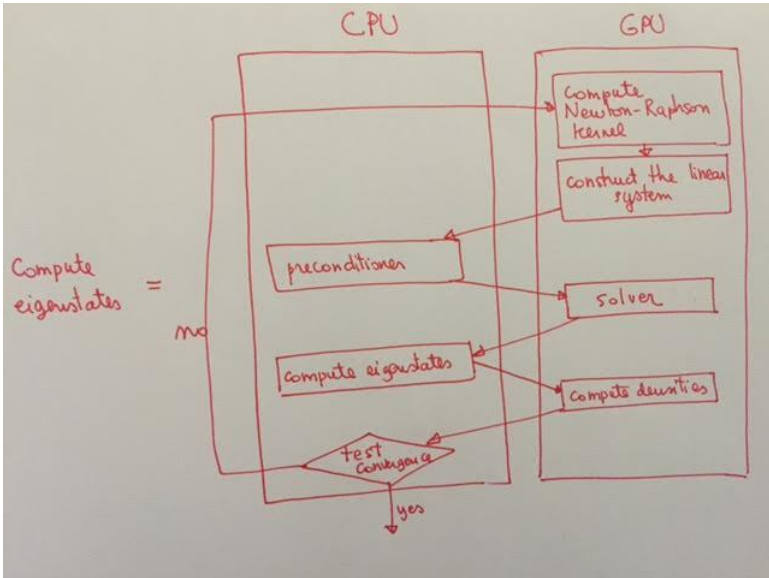 CPU
GPU
compute
Newton-Raphson
kernel
construct the linear
system
preconditioner
solver
Compute
eigenstates =
no
compute eigenstates
compute densities
test
convergence
yes